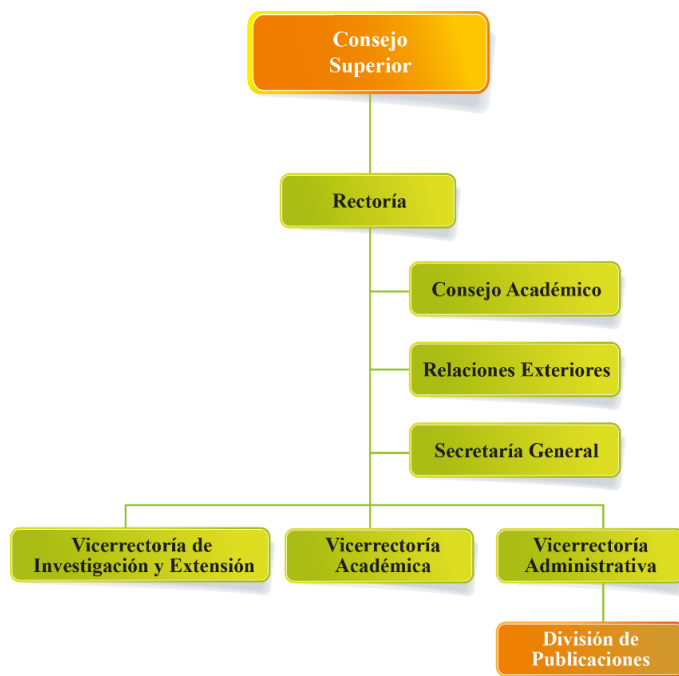 Consejo
Superior
Rectoría
Consejo Académico
Relaciones Exteriores
Secretaría General
Vicerrectoría de
Investigación y Extensión
Vicerrectoría
Académica
Vicerrectoría
Administrativa
División de
Publicaciones